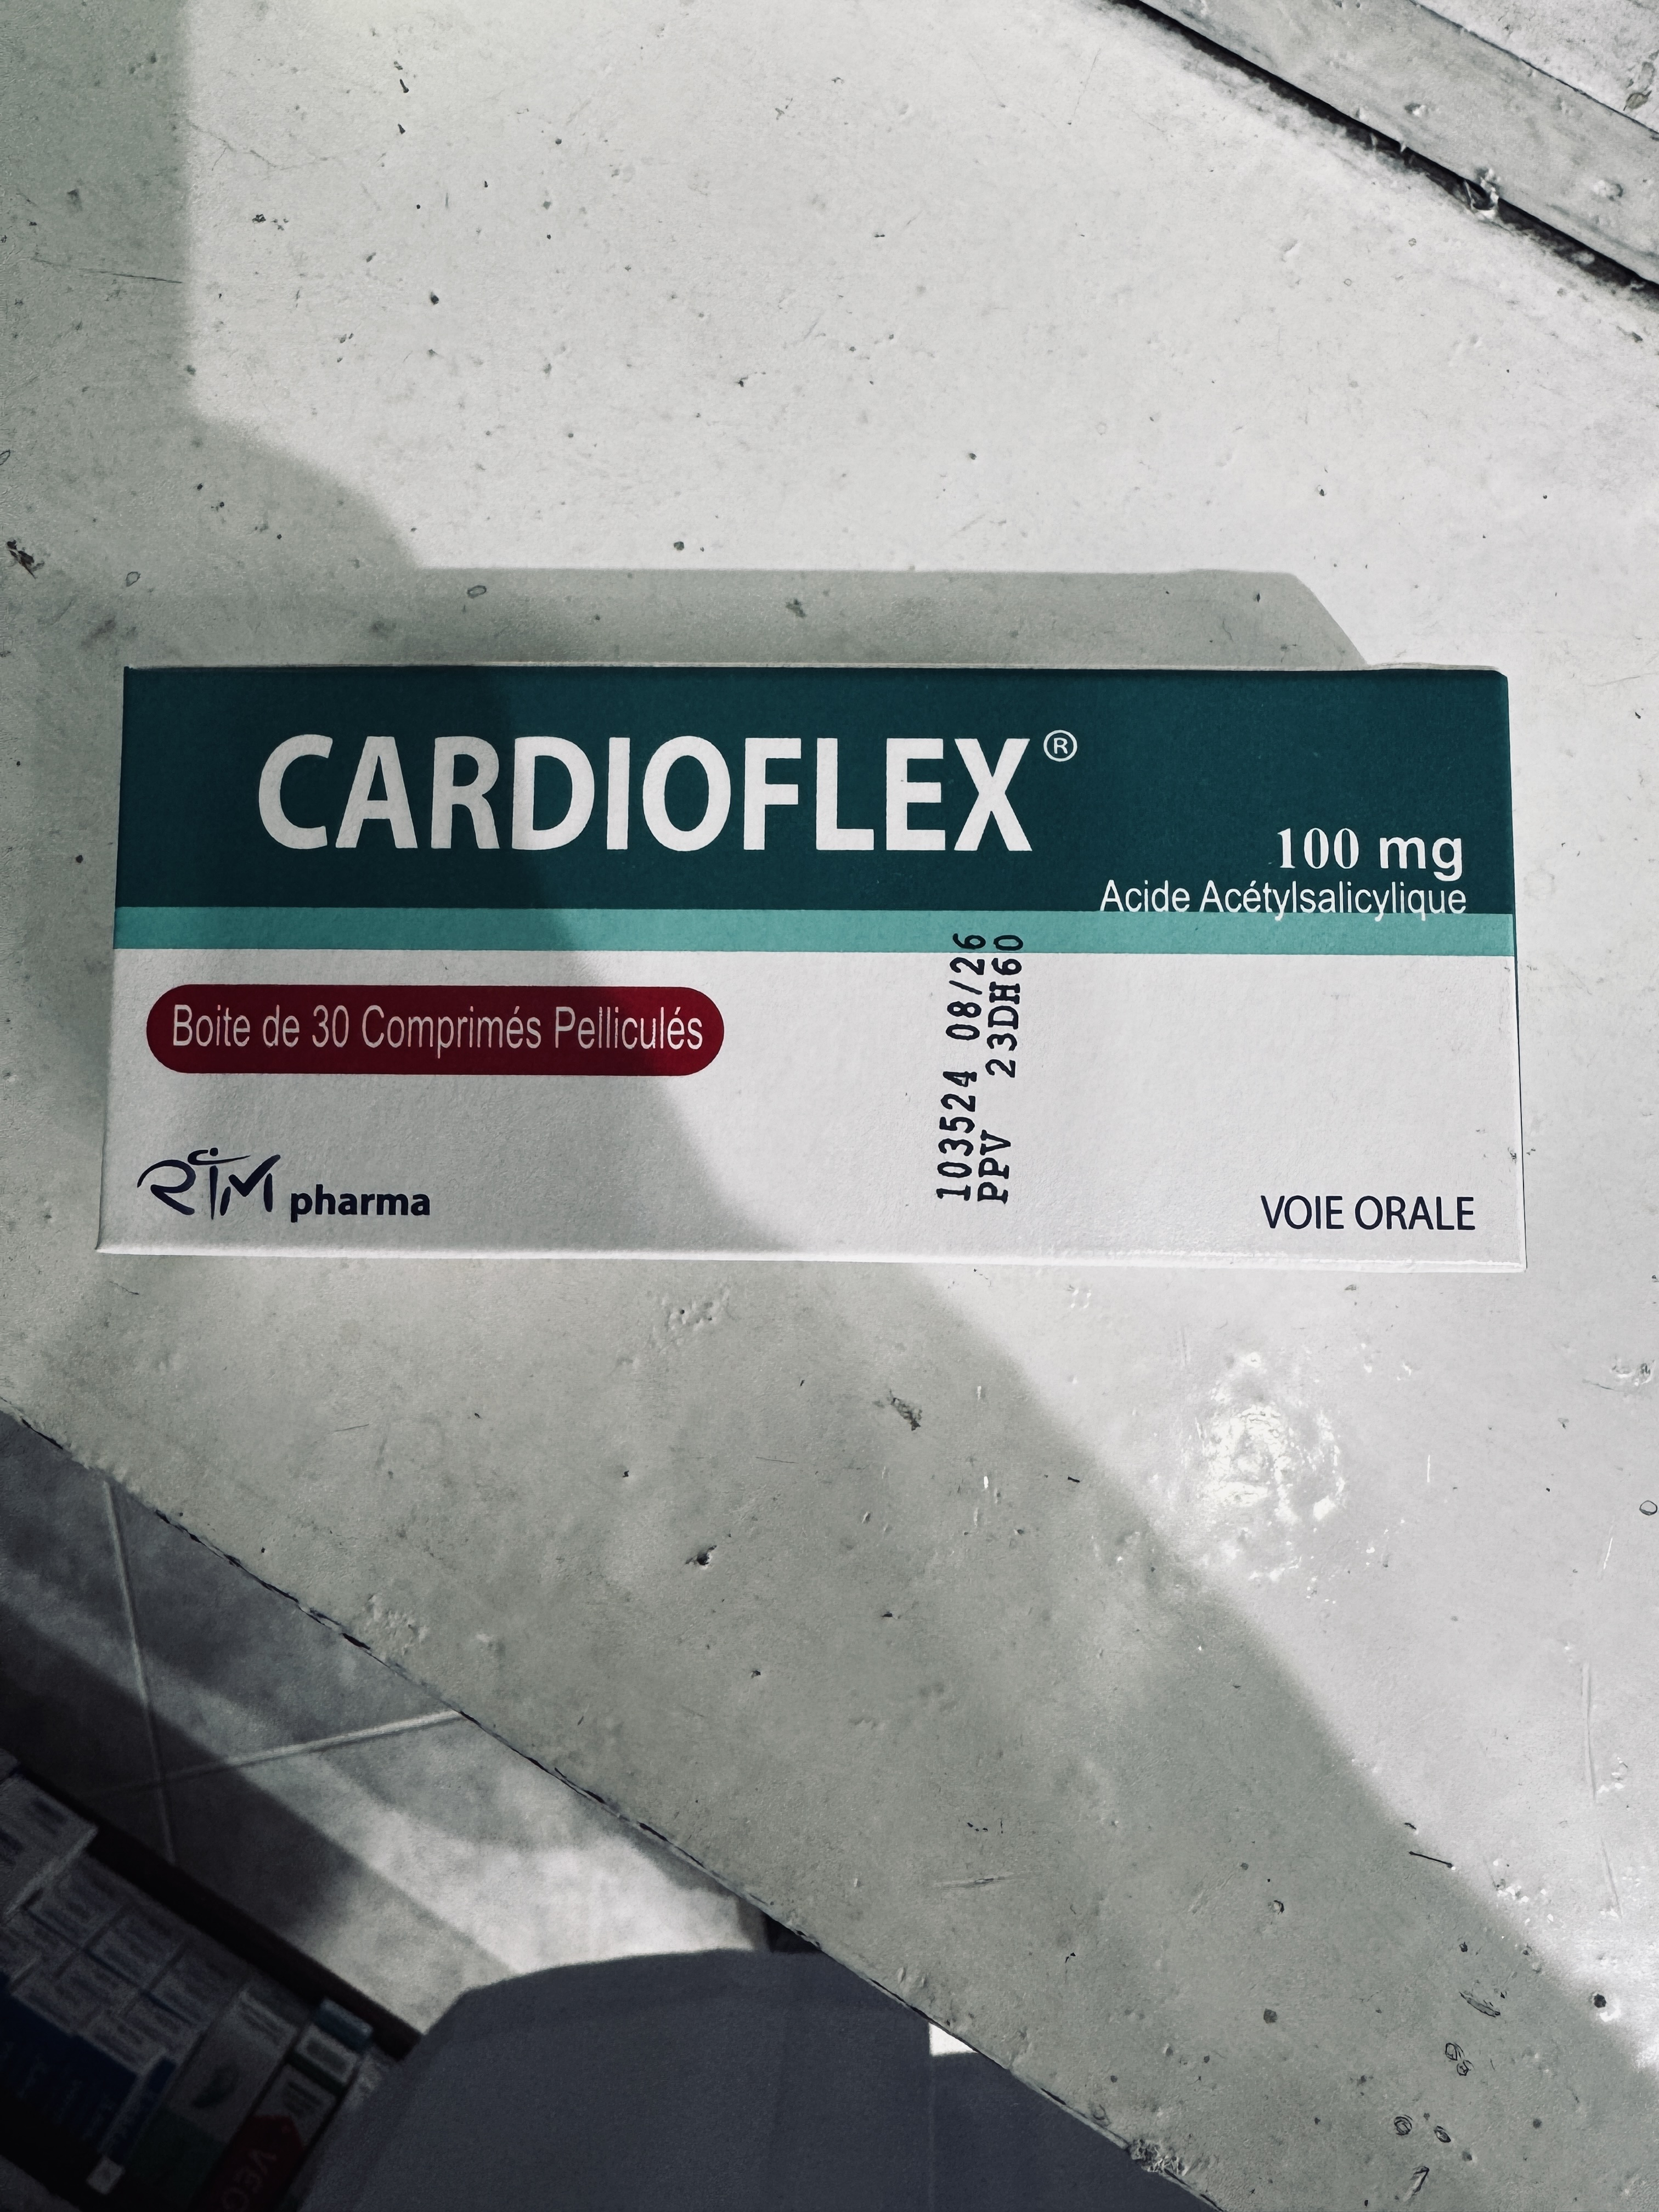 CARDIOFLEX®
100 mg
Acide Acétylsalicylique
Boite de 30 Comprimés Pelliculés
103524 08/26
PPV 23DH60
RTM pharma
VOIE ORALE